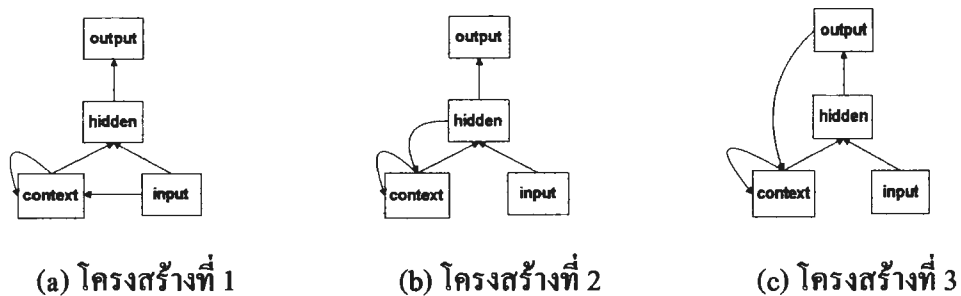 output
output
output
hidden
hidden
hidden
context
input
context
input
context
input
(a) โครงสร้างที่ 1
(b) โครงสร้างที่ 2
(c) โครงสร้างที่ 3